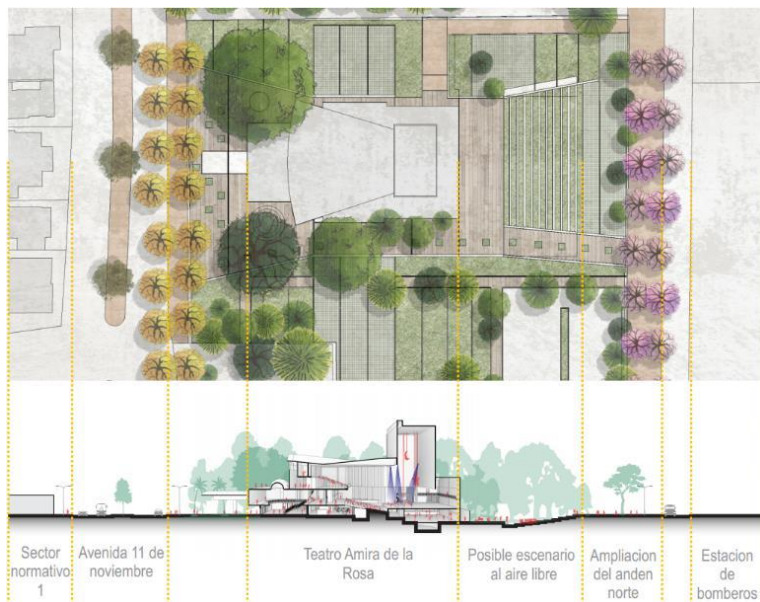 Sector
normativo
1
Avenida 11 de
noviembre
Teatro Amira de la
Rosa
Posible escenario
al aire libre
Ampliacion
del anden
norte
Estacion
de
bomberos